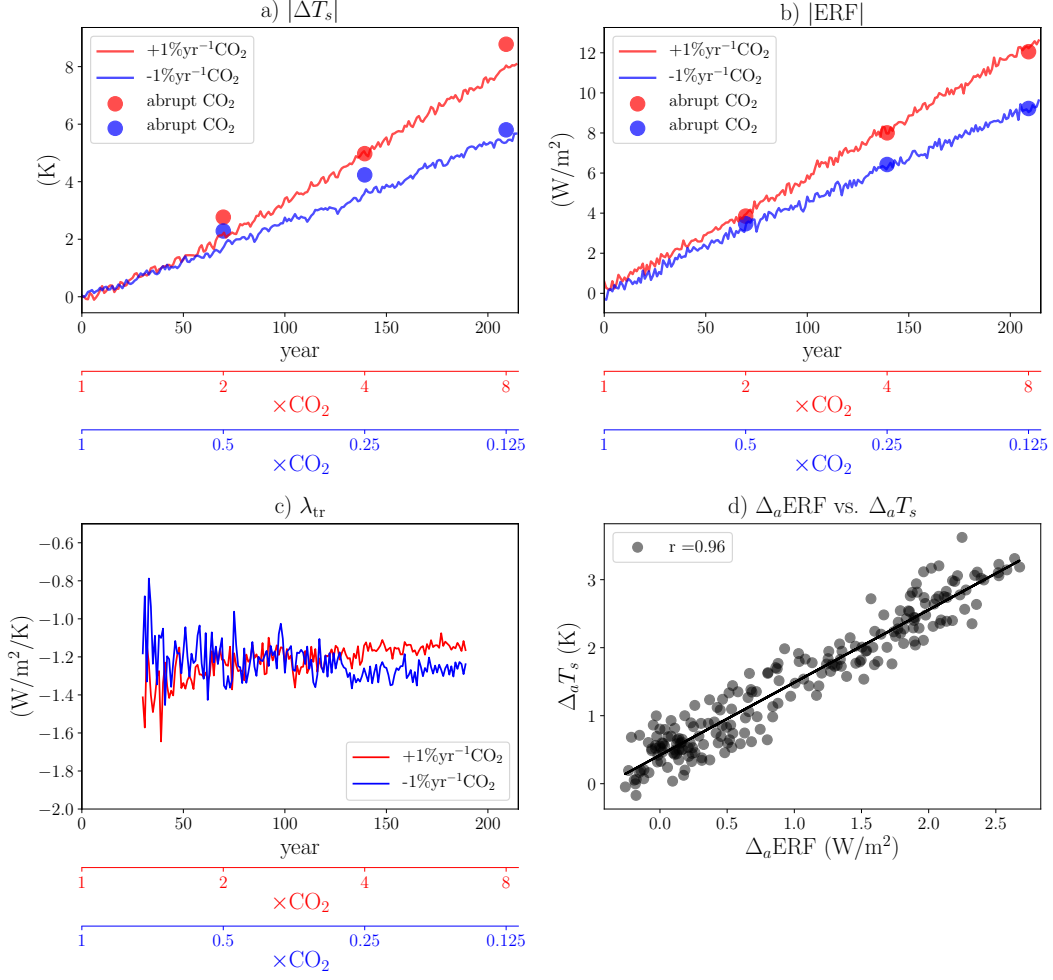 a) |ΔTₛ|
+1%yr⁻¹CO₂
-1%yr⁻¹CO₂
abrupt CO₂
abrupt CO₂
(K)
8
6
4
2
0
0 50 100 150 200
year
1 2 4 8
×CO₂
1 0.5 0.25 0.125
×CO₂
b) |ERF|
+1%yr⁻¹CO₂
-1%yr⁻¹CO₂
abrupt CO₂
abrupt CO₂
(W/m²)
12
10
8
6
4
2
0
0 50 100 150 200
year
1 2 4 8
×CO₂
1 0.5 0.25 0.125
×CO₂
c) λtr
(W/m²/K)
−0.6
−0.8
−1.0
−1.2
−1.4
−1.6
−1.8
−2.0
+1%yr⁻¹CO₂
-1%yr⁻¹CO₂
0 50 100 150 200
year
1 2 4 8
×CO₂
1 0.5 0.25 0.125
×CO₂
d) ΔₐERF vs. ΔₐTₛ
r =0.96
ΔₐTₛ (K)
3
2
1
0
0.0 0.5 1.0 1.5 2.0 2.5
ΔₐERF (W/m²)